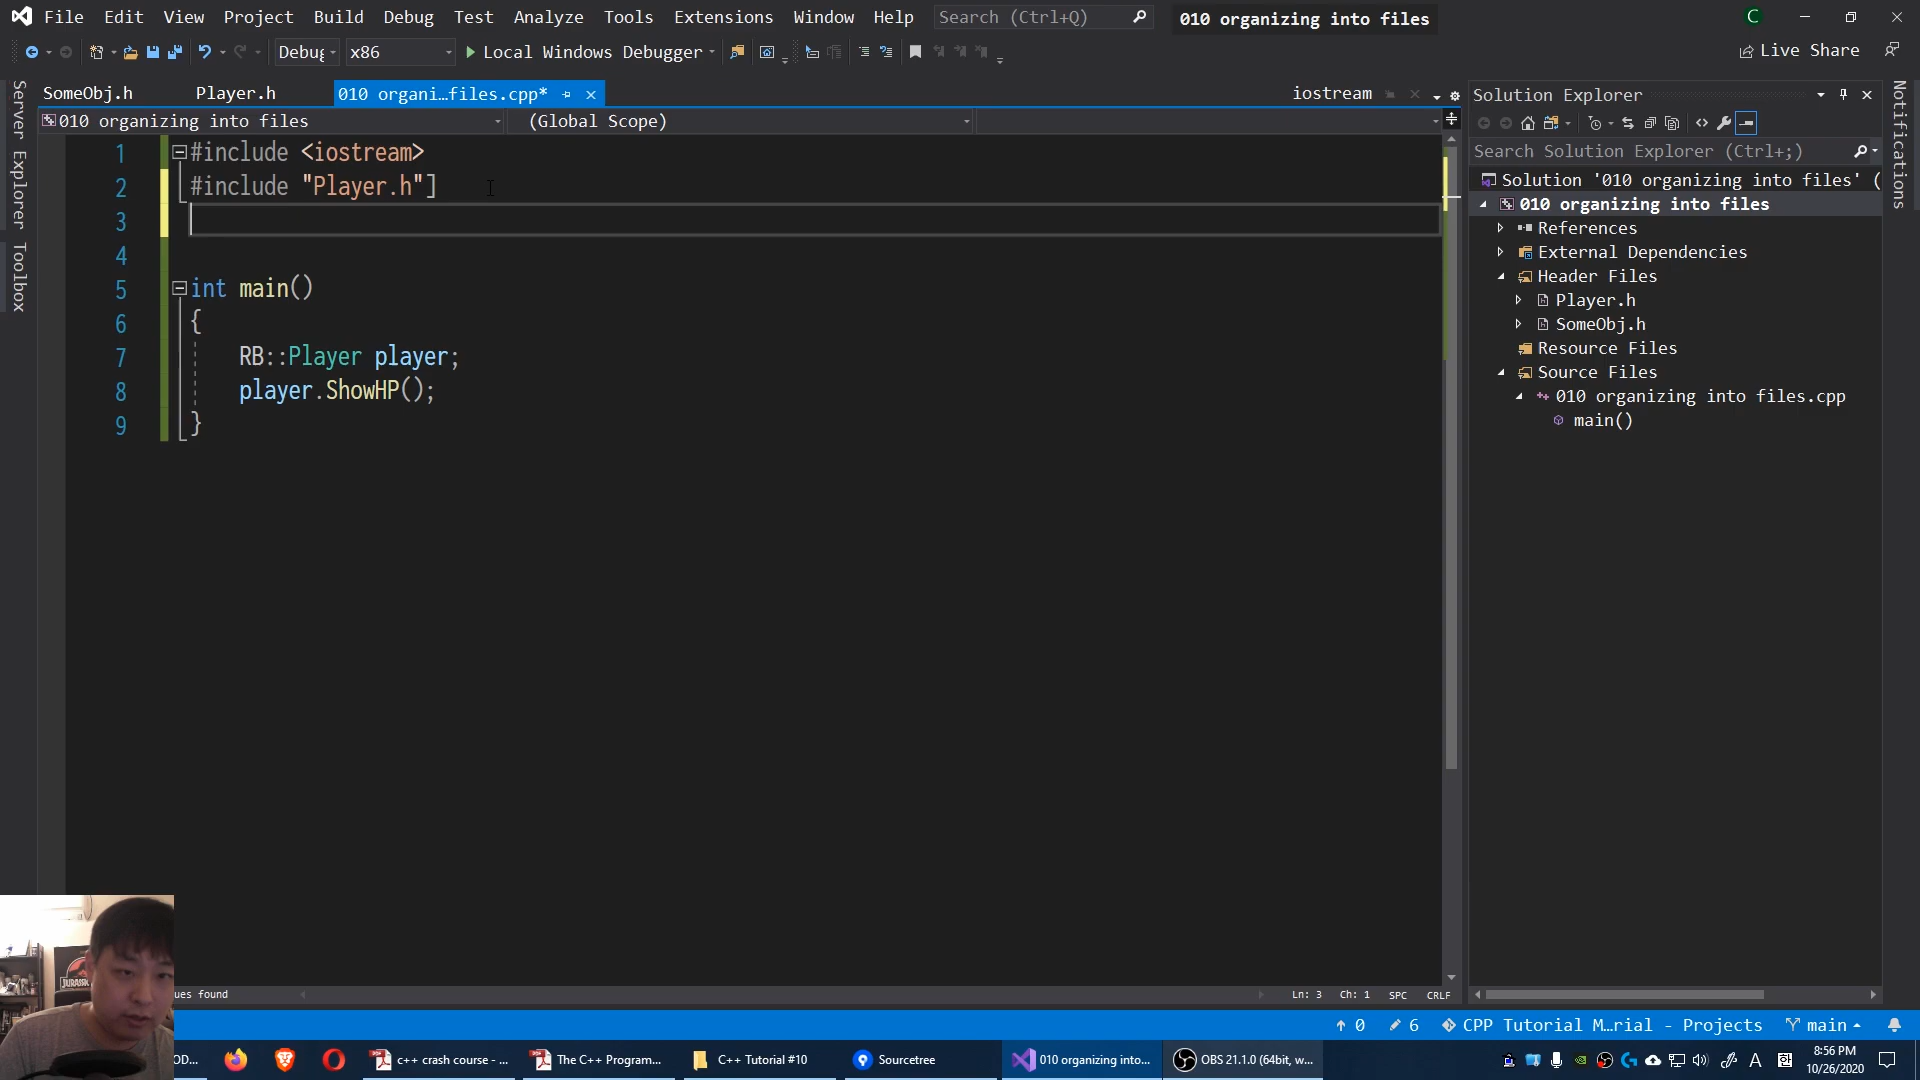 File Edit View Project Build Debug Test Analyze Tools Extensions Window Help Search (Ctrl+Q) 010 organizing into files C
Debug x86 Local Windows Debugger Live Share
SomeObj.h Player.h 010 organi…files.cpp* iostream
010 organizing into files (Global Scope)
1 #include <iostream>
2 #include "Player.h"]
3
4
5 int main()
6 {
7 RB::Player player;
8 player.ShowHP();
9 }
Server Explorer
Toolbox
Solution Explorer
Search Solution Explorer (Ctrl+;)
Solution '010 organizing into files' (
010 organizing into files
References
External Dependencies
Header Files
Player.h
SomeObj.h
Resource Files
Source Files
010 organizing into files.cpp
main()
Notifications
ues found Ln: 3 Ch: 1 SPC CRLF
0 6 CPP Tutorial M…rial - Projects main
OD... c++ crash course - ... The C++ Program... C++ Tutorial #10 Sourcetree 010 organizing into... OBS 21.1.0 (64bit, w... A 8:56 PM
10/26/2020